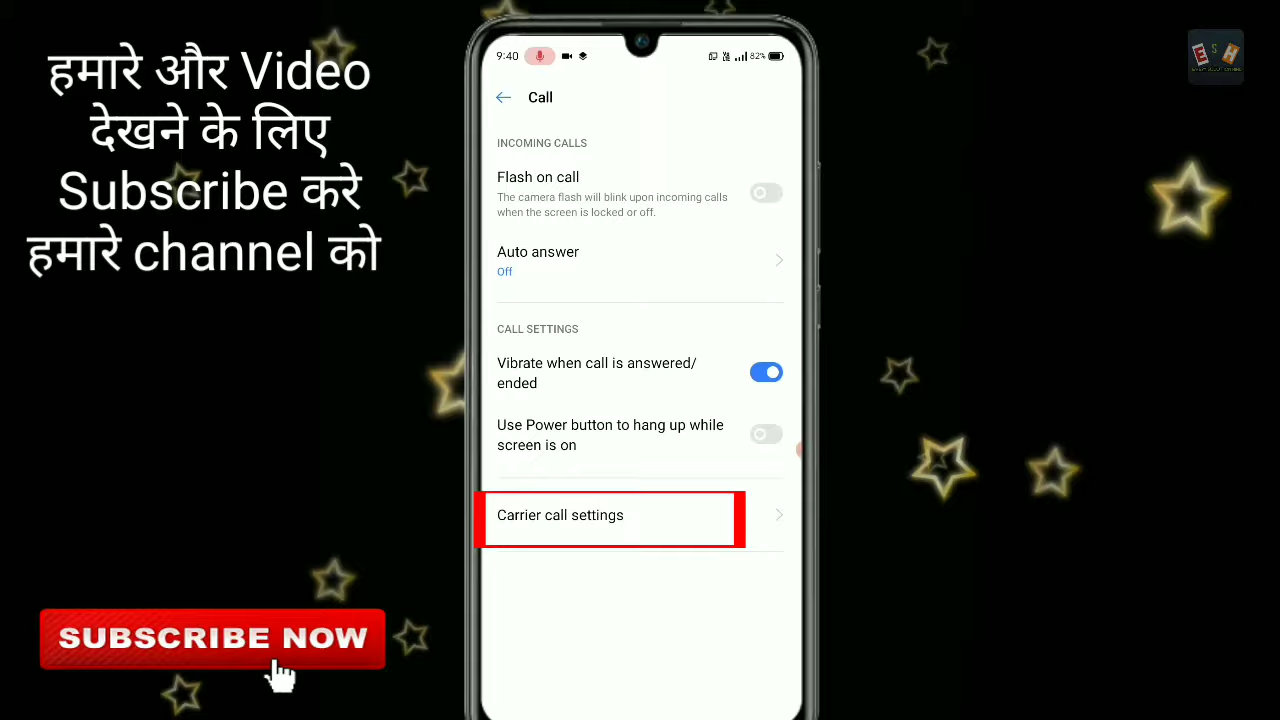 हमारे और Video
देखने के लिए
Subscribe करे
हमारे channel को
SUBSCRIBE NOW
9:40
82%
Call
INCOMING CALLS
Flash on call
The camera flash will blink upon incoming calls
when the screen is locked or off.
Auto answer
Off
CALL SETTINGS
Vibrate when call is answered/
ended
Use Power button to hang up while
screen is on
Carrier call settings
E S H